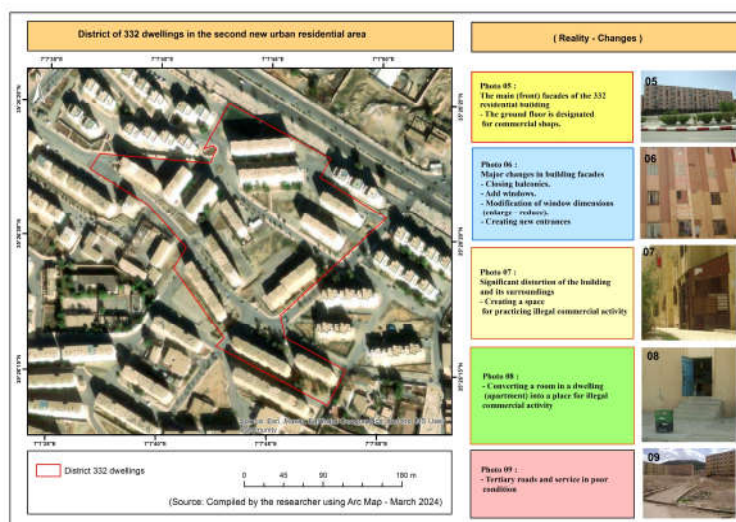 District of 332 dwellings in the second new urban residential area
( Reality - Changes )
Photo 05 :
The main (front) facades of the 332
residential building
- The ground floor is designated
for commercial shops.
05
Photo 06 :
Major changes in building facades
- Closing balconies.
- Add windows.
- Modification of window dimensions
(enlarge - reduce).
- Creating new entrances
06
Photo 07 :
Significant distortion of the building
and its surroundings
- Creating a space
for practicing illegal commercial activity
07
Photo 08 :
- Converting a room in a dwelling
(apartment) into a place for illegal
commercial activity
08
Photo 09 :
- Tertiary roads and service in poor
condition
09
District 332 dwellings
0 45 90 180 m
(Source: Compiled by the researcher using Arc Map - March 2024)